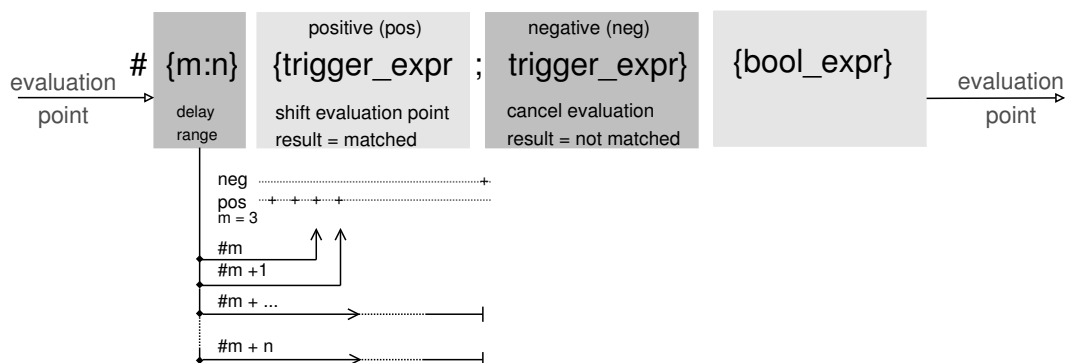 positive (pos) negative (neg)
# {m:n} {trigger_expr ; trigger_expr} {bool_expr}
evaluation point
delay range
shift evaluation point
result = matched
cancel evaluation
result = not matched
evaluation point
neg
pos
m = 3
#m
#m +1
#m + ...
#m + n